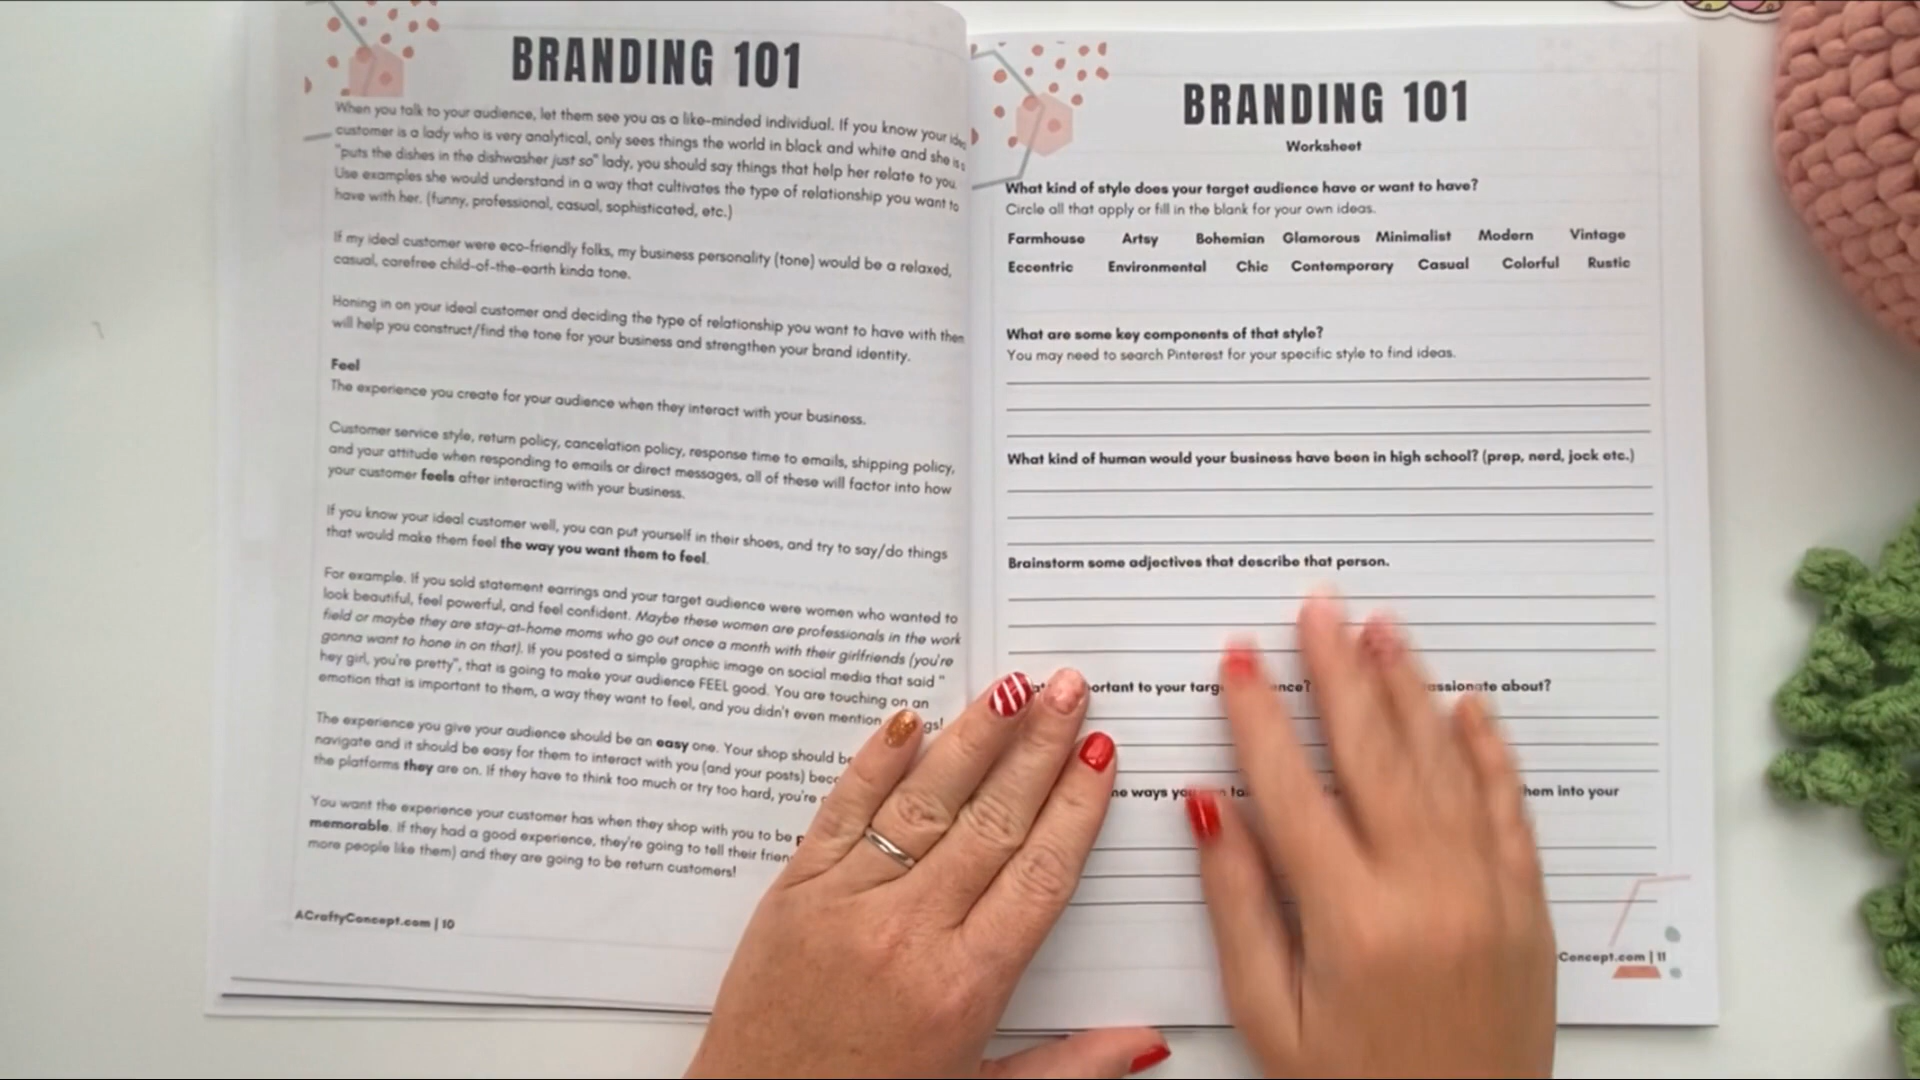 BRANDING 101
When you talk to your audience, let them see you as a like-minded individual. If you know your
customer is a lady who is very analytical, only sees things the world in black and white and she is
"puts the dishes in the dishwasher just so" lady, you should say things that help her relate to you.
Use examples she would understand in a way that cultivates the type of relationship you want to
have with her. (funny, professional, casual, sophisticated, etc.)
If my ideal customer were eco-friendly folks, my business personality (tone) would be a relaxed,
casual, carefree child-of-the-earth kinda tone.
Honing in on your ideal customer and deciding the type of relationship you want to have with them
will help you construct/find the tone for your business and strengthen your brand identity.
Feel
The experience you create for your audience when they interact with your business.
Customer service style, return policy, cancelation policy, response time to emails, shipping policy,
and your attitude when responding to emails or direct messages, all of these will factor into how
your customer feels after interacting with your business.
If you know your ideal customer well, you can put yourself in their shoes, and try to say/do things
that would make them feel the way you want them to feel.
For example. If you sold statement earrings and your target audience were women who wanted to
look beautiful, feel powerful, and feel confident. Maybe these women are professionals in the work
field or maybe they are stay-at-home moms who go out once a month with their girlfriends (you're
gonna want to hone in on that). If you posted a simple graphic image on social media that said "
hey girl, you're pretty", that is going to make your audience FEEL good. You are touching on an
emotion that is important to them, a way they want to feel, and you didn't even mention gs!
The experience you give your audience should be an easy one. Your shop should be
navigate and it should be easy for them to interact with you (and your posts) bec
the platforms they are on. If they have to think too much or try too hard, you're
You want the experience your customer has when they shop with you to be
memorable. If they had a good experience, they're going to tell their frien
more people like them) and they are going to be return customers!
ACraftyConcept.com | 10
BRANDING 101
Worksheet
What kind of style does your target audience have or want to have?
Circle all that apply or fill in the blank for your own ideas.
Farmhouse Artsy Bohemian Glamorous Minimalist Modern Vintage
Eccentric Environmental Chic Contemporary Casual Colorful Rustic
What are some key components of that style?
You may need to search Pinterest for your specific style to find ideas.
What kind of human would your business have been in high school? (prep, nerd, jock etc.)
Brainstorm some adjectives that describe that person.
ortant to your targ ence? assionate about?
ne ways yo ta hem into your
Concept.com | 11